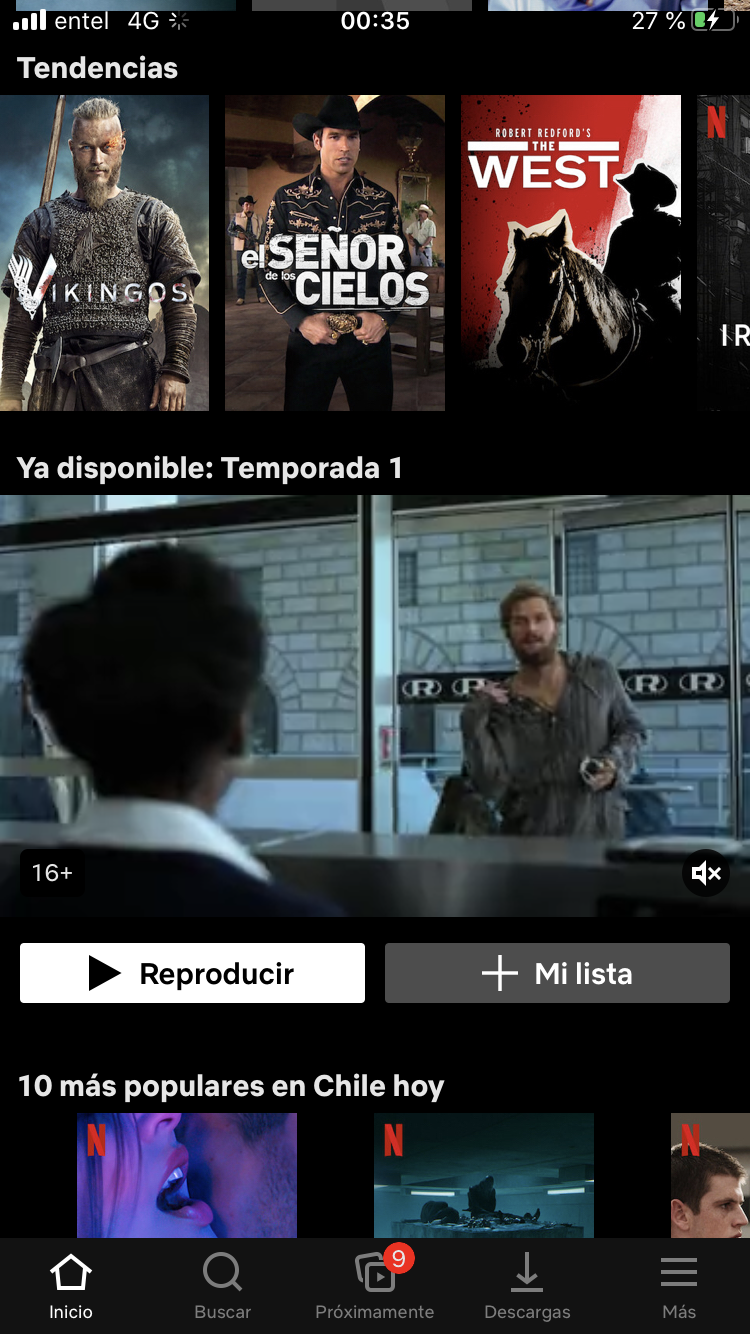 entel 4G 00:35 27 %
Tendencias
VIKINGOS
el SEÑOR
de los CIELOS
ROBERT REDFORD'S
THE
WEST
N
IR
Ya disponible: Temporada 1
R R R R
16+
Reproducir
Mi lista
10 más populares en Chile hoy
N N N
9
Inicio Buscar Próximamente Descargas Más